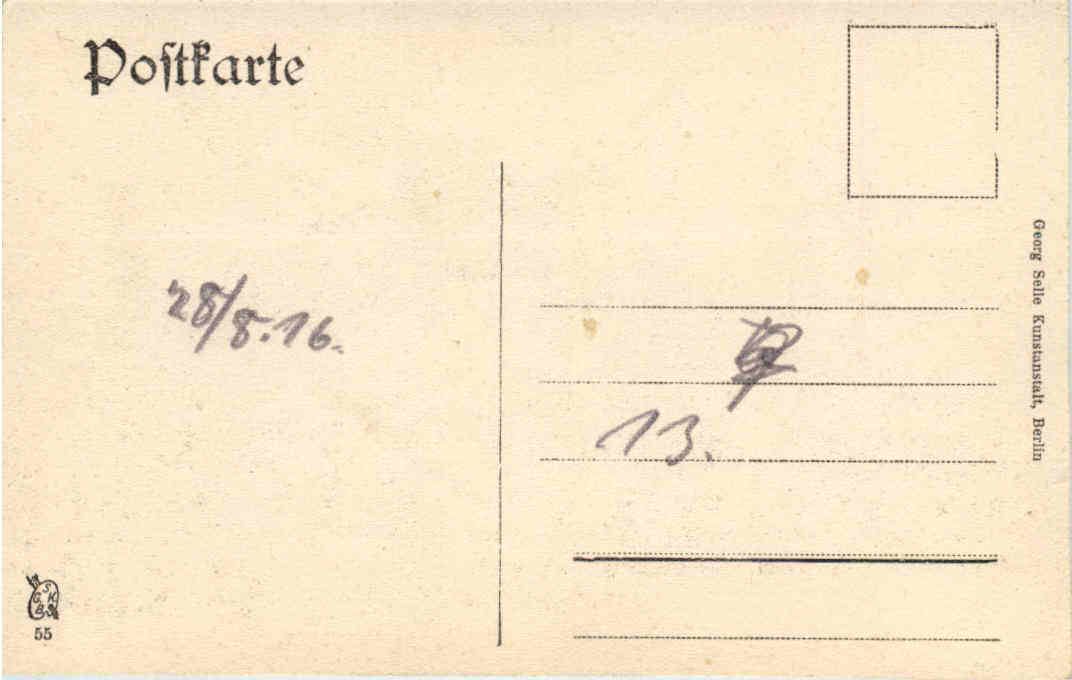 Poſtkarte
28/8.16.
13.
Georg Selle Kunstanstalt, Berlin
G S K B
55